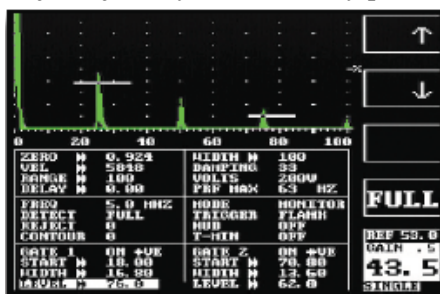 %
0 20 40 60 80 100
ZERO 0.924 WIDTH 100
VEL DAMPING
RANGE 100 VOLTS 200V
DELAY 0.00 PRF MAX 63 HZ
FREQ 5.0 MHZ MODE MONITOR
DETECT FULL TRIGGER FLANK
REJECT 0 HUD OFF
CONTOUR 0 T-MIN OFF
GATE 1 ON +VE GATE 2 ON +VE
START 18.00 START 70.00
WIDTH 16.80 WIDTH 13.60
LEVEL 76.0 LEVEL 62.0
FULL
REF 53.0
GAIN .5
43.5
SINGLE